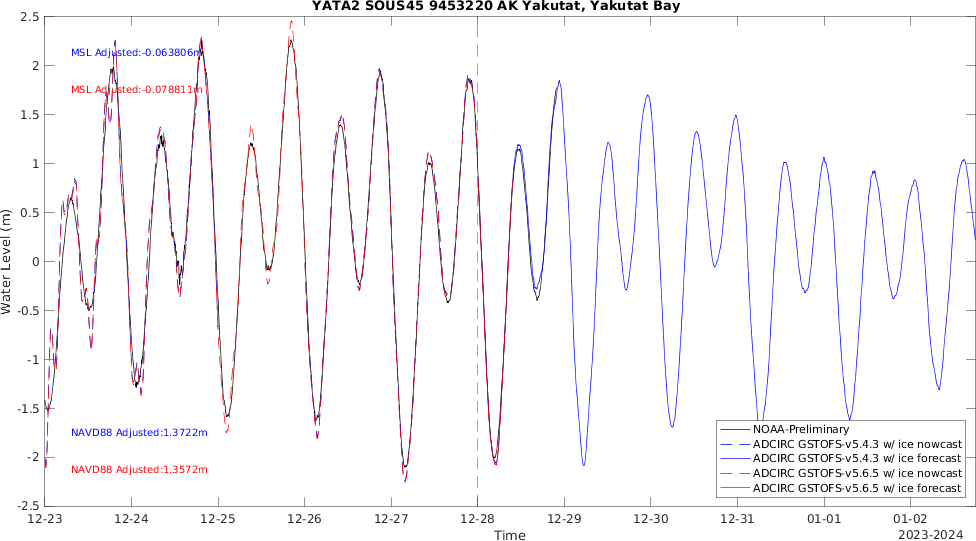 YATA2 SOUS45 9453220 AK Yakutat, Yakutat Bay
2.5
2
1.5
1
0.5
0
-0.5
-1
-1.5
-2
-2.5
Water Level (m)
MSL Adjusted:-0.063806m
MSL Adjusted:-0.078811m
NAVD88 Adjusted:1.3722m
NAVD88 Adjusted:1.3572m
NOAA-Preliminary
ADCIRC GSTOFS-v5.4.3 w/ ice nowcast
ADCIRC GSTOFS-v5.4.3 w/ ice forecast
ADCIRC GSTOFS-v5.6.5 w/ ice nowcast
ADCIRC GSTOFS-v5.6.5 w/ ice forecast
12-23 12-24 12-25 12-26 12-27 12-28 12-29 12-30 12-31 01-01 01-02
Time
2023-2024